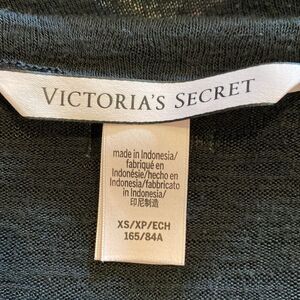 VICTORIA'S SECRET
made in Indonesia/
fabriqué en
Indonésie/hecho en
Indonesia/fabbricato
in Indonesia/
印尼制造
XS/XP/ECH
165/84A